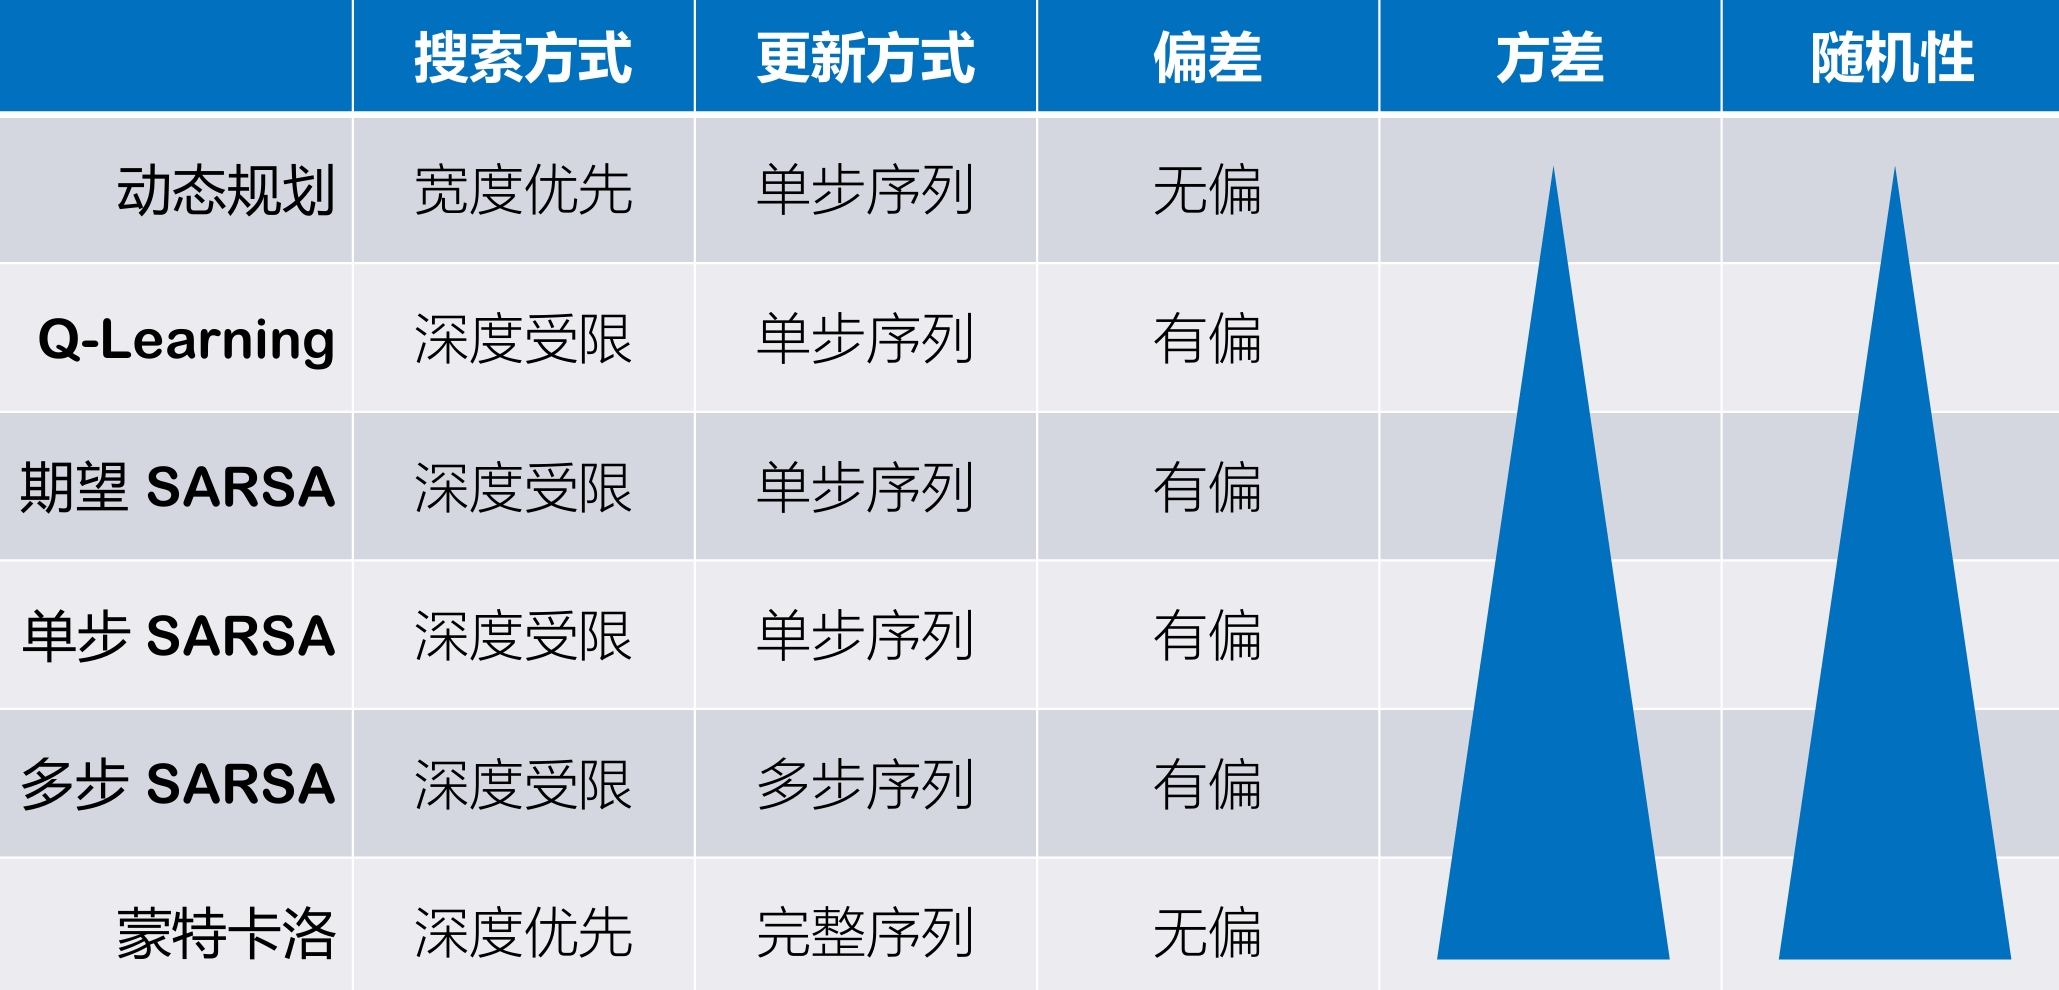 搜索方式 更新方式 偏差 方差 随机性
动态规划 宽度优先 单步序列 无偏
Q-Learning 深度受限 单步序列 有偏
期望 SARSA 深度受限 单步序列 有偏
单步 SARSA 深度受限 单步序列 有偏
多步 SARSA 深度受限 多步序列 有偏
蒙特卡洛 深度优先 完整序列 无偏